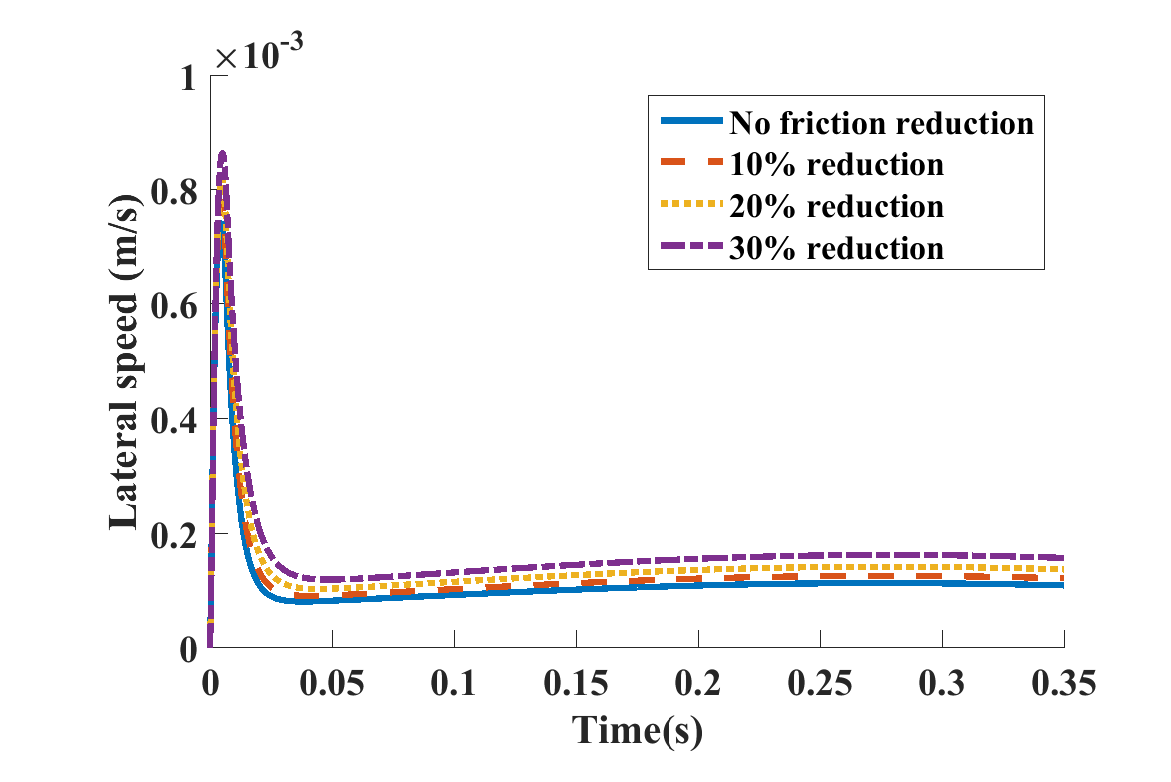 ×10-3
1
0.8
0.6
0.4
0.2
0
Lateral speed (m/s)
No friction reduction
10% reduction
20% reduction
30% reduction
0 0.05 0.1 0.15 0.2 0.25 0.3 0.35
Time(s)